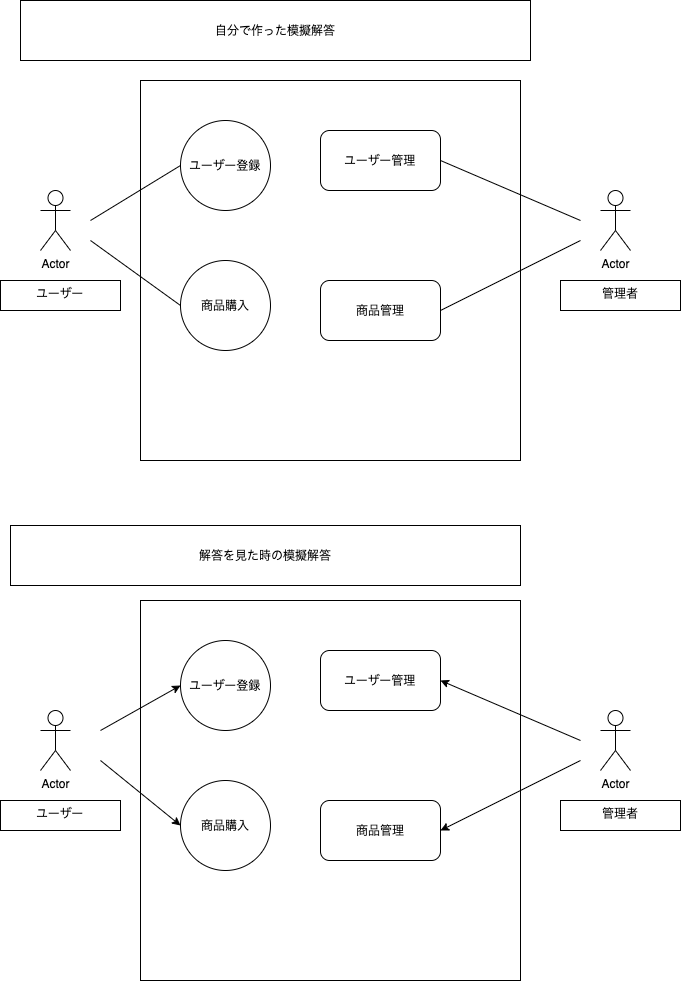 自分で作った模擬解答
ユーザー登録
ユーザー管理
Actor
Actor
ユーザー
管理者
商品購入
商品管理
解答を見た時の模擬解答
ユーザー登録
ユーザー管理
Actor
Actor
ユーザー
管理者
商品購入
商品管理